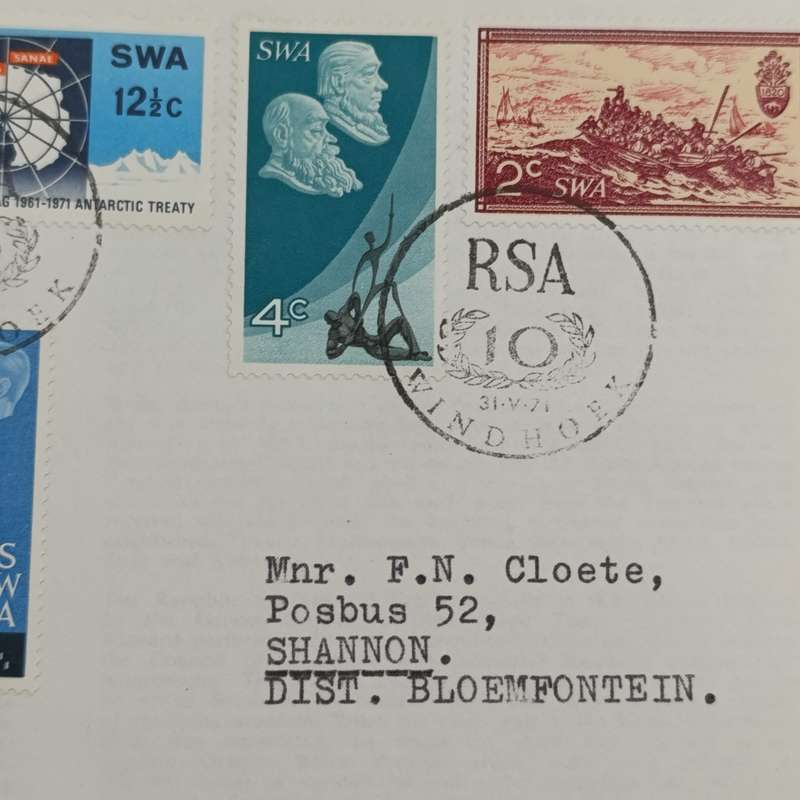 SANAE
SWA
12½C
G 1961-1971 ANTARCTIC TREATY
SWA
4c
1820
2c SWA
RSA
10
31·V·71
WINDHOEK
OEK
S
W
A
Mnr. F.N. Cloete,
Posbus 52,
SHANNON.
DIST. BLOEMFONTEIN.